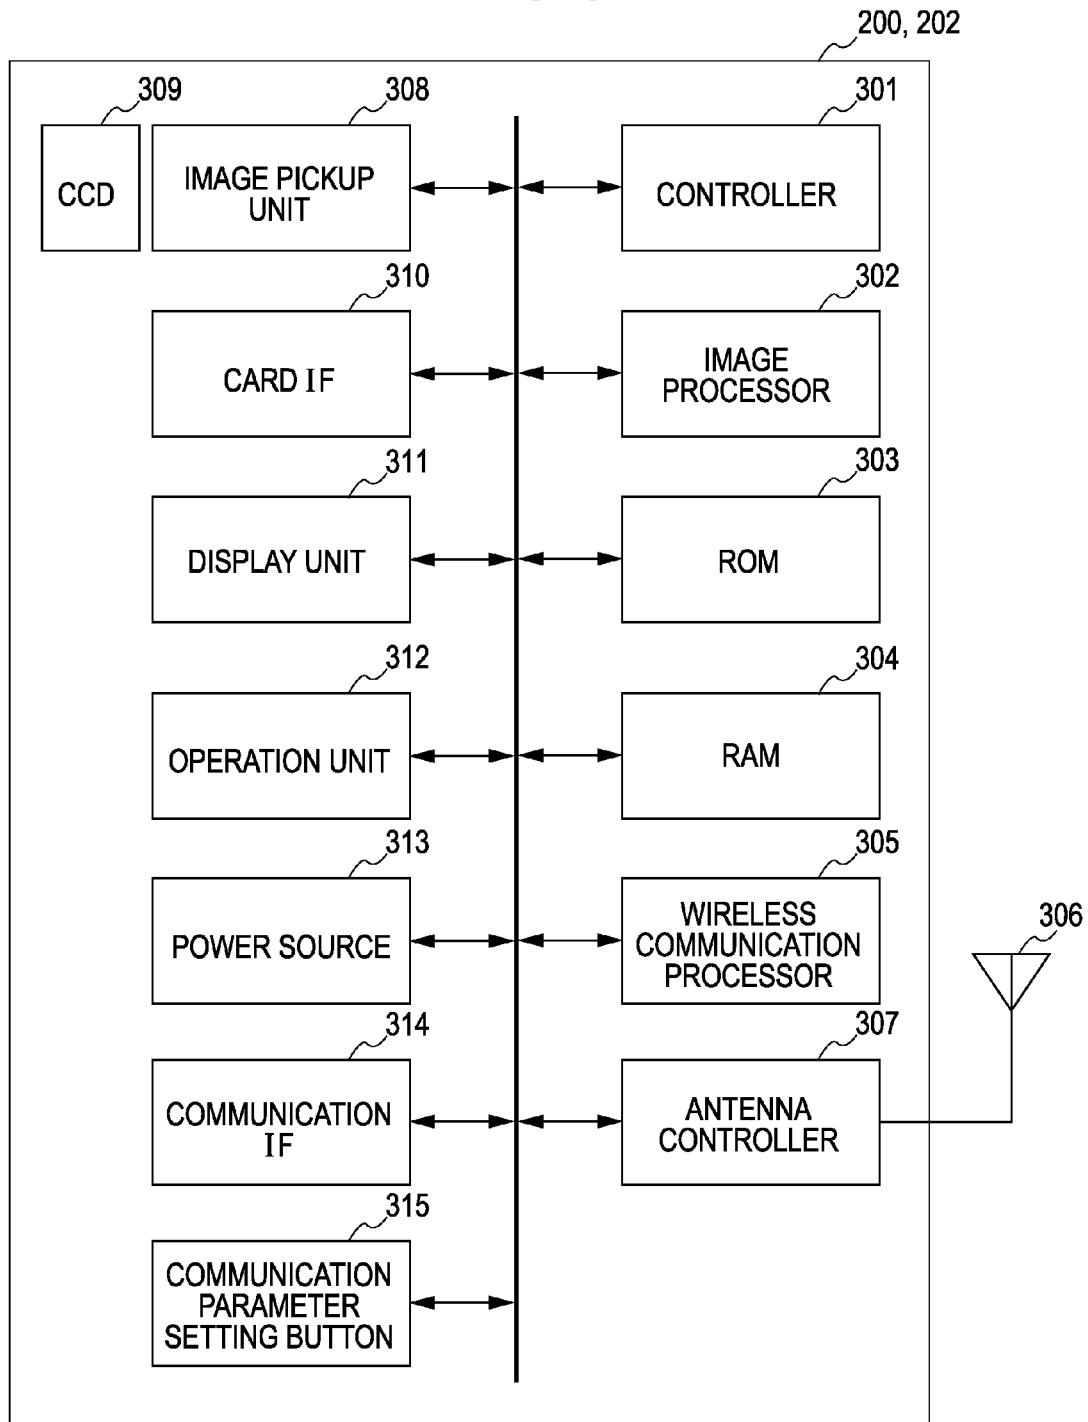 200, 202
309
308
301
CCD
IMAGE PICKUP
UNIT
CONTROLLER
310
302
CARD IF
IMAGE
PROCESSOR
311
303
DISPLAY UNIT
ROM
312
304
OPERATION UNIT
RAM
313
305
POWER SOURCE
WIRELESS
COMMUNICATION
PROCESSOR
306
314
307
COMMUNICATION
IF
ANTENNA
CONTROLLER
315
COMMUNICATION
PARAMETER
SETTING BUTTON